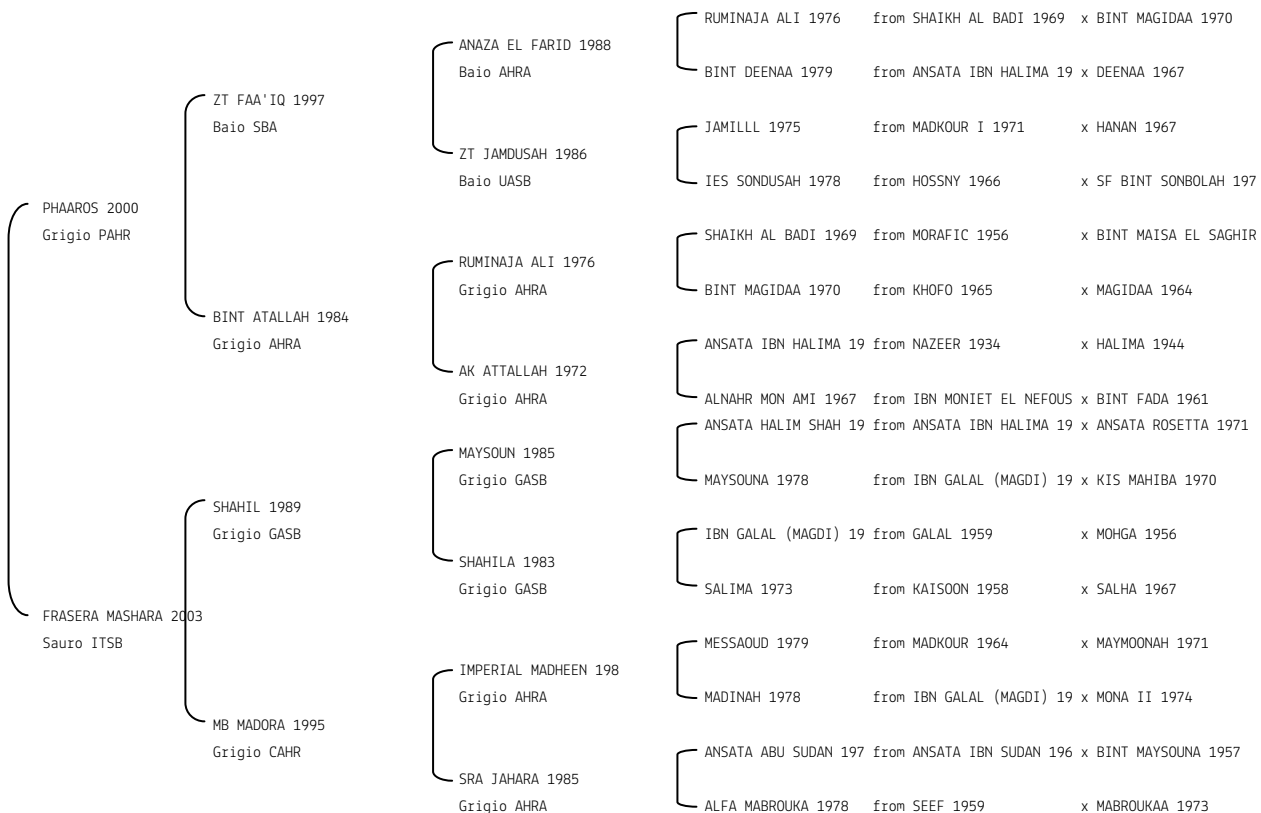 RUMINAJA ALI 1976 from SHAIKH AL BADI 1969 x BINT MAGIDAA 1970
ANAZA EL FARID 1988
Baio AHRA
BINT DEENAA 1979 from ANSATA IBN HALIMA 19 x DEENAA 1967
ZT FAA'IQ 1997
Baio SBA
JAMILLL 1975 from MADKOUR I 1971 x HANAN 1967
ZT JAMDUSAH 1986
Baio UASB
IES SONDUSAH 1978 from HOSSNY 1966 x SF BINT SONBOLAH 197
PHAAROS 2000
Grigio PAHR
SHAIKH AL BADI 1969 from MORAFIC 1956 x BINT MAISA EL SAGHIR
RUMINAJA ALI 1976
Grigio AHRA
BINT MAGIDAA 1970 from KHOFO 1965 x MAGIDAA 1964
BINT ATALLAH 1984
Grigio AHRA
ANSATA IBN HALIMA 19 from NAZEER 1934 x HALIMA 1944
AK ATTALLAH 1972
Grigio AHRA
ALNAHR MON AMI 1967 from IBN MONIET EL NEFOUS x BINT FADA 1961
ANSATA HALIM SHAH 19 from ANSATA IBN HALIMA 19 x ANSATA ROSETTA 1971
MAYSOUN 1985
Grigio GASB
MAYSOUNA 1978 from IBN GALAL (MAGDI) 19 x KIS MAHIBA 1970
SHAHIL 1989
Grigio GASB
IBN GALAL (MAGDI) 19 from GALAL 1959 x MOHGA 1956
SHAHILA 1983
Grigio GASB
SALIMA 1973 from KAISOON 1958 x SALHA 1967
FRASERA MASHARA 2003
Sauro ITSB
MESSAOUD 1979 from MADKOUR 1964 x MAYMOONAH 1971
IMPERIAL MADHEEN 198
Grigio AHRA
MADINAH 1978 from IBN GALAL (MAGDI) 19 x MONA II 1974
MB MADORA 1995
Grigio CAHR
ANSATA ABU SUDAN 197 from ANSATA IBN SUDAN 196 x BINT MAYSOUNA 1957
SRA JAHARA 1985
Grigio AHRA
ALFA MABROUKA 1978 from SEEF 1959 x MABROUKAA 1973